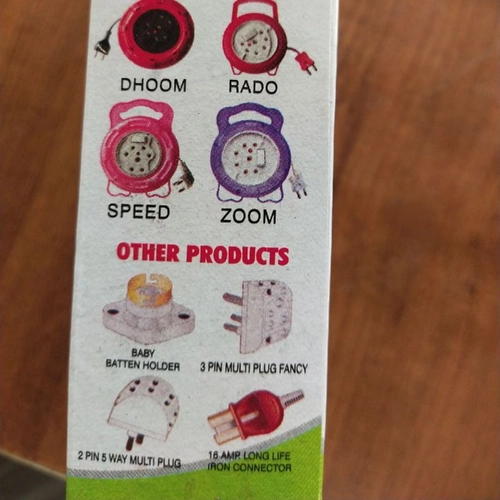 DHOOM RADO
SPEED ZOOM
OTHER PRODUCTS
BABY
BATTEN HOLDER
3 PIN MULTI PLUG FANCY
2 PIN 5 WAY MULTI PLUG
16 AMP. LONG LIFE
IRON CONNECTOR